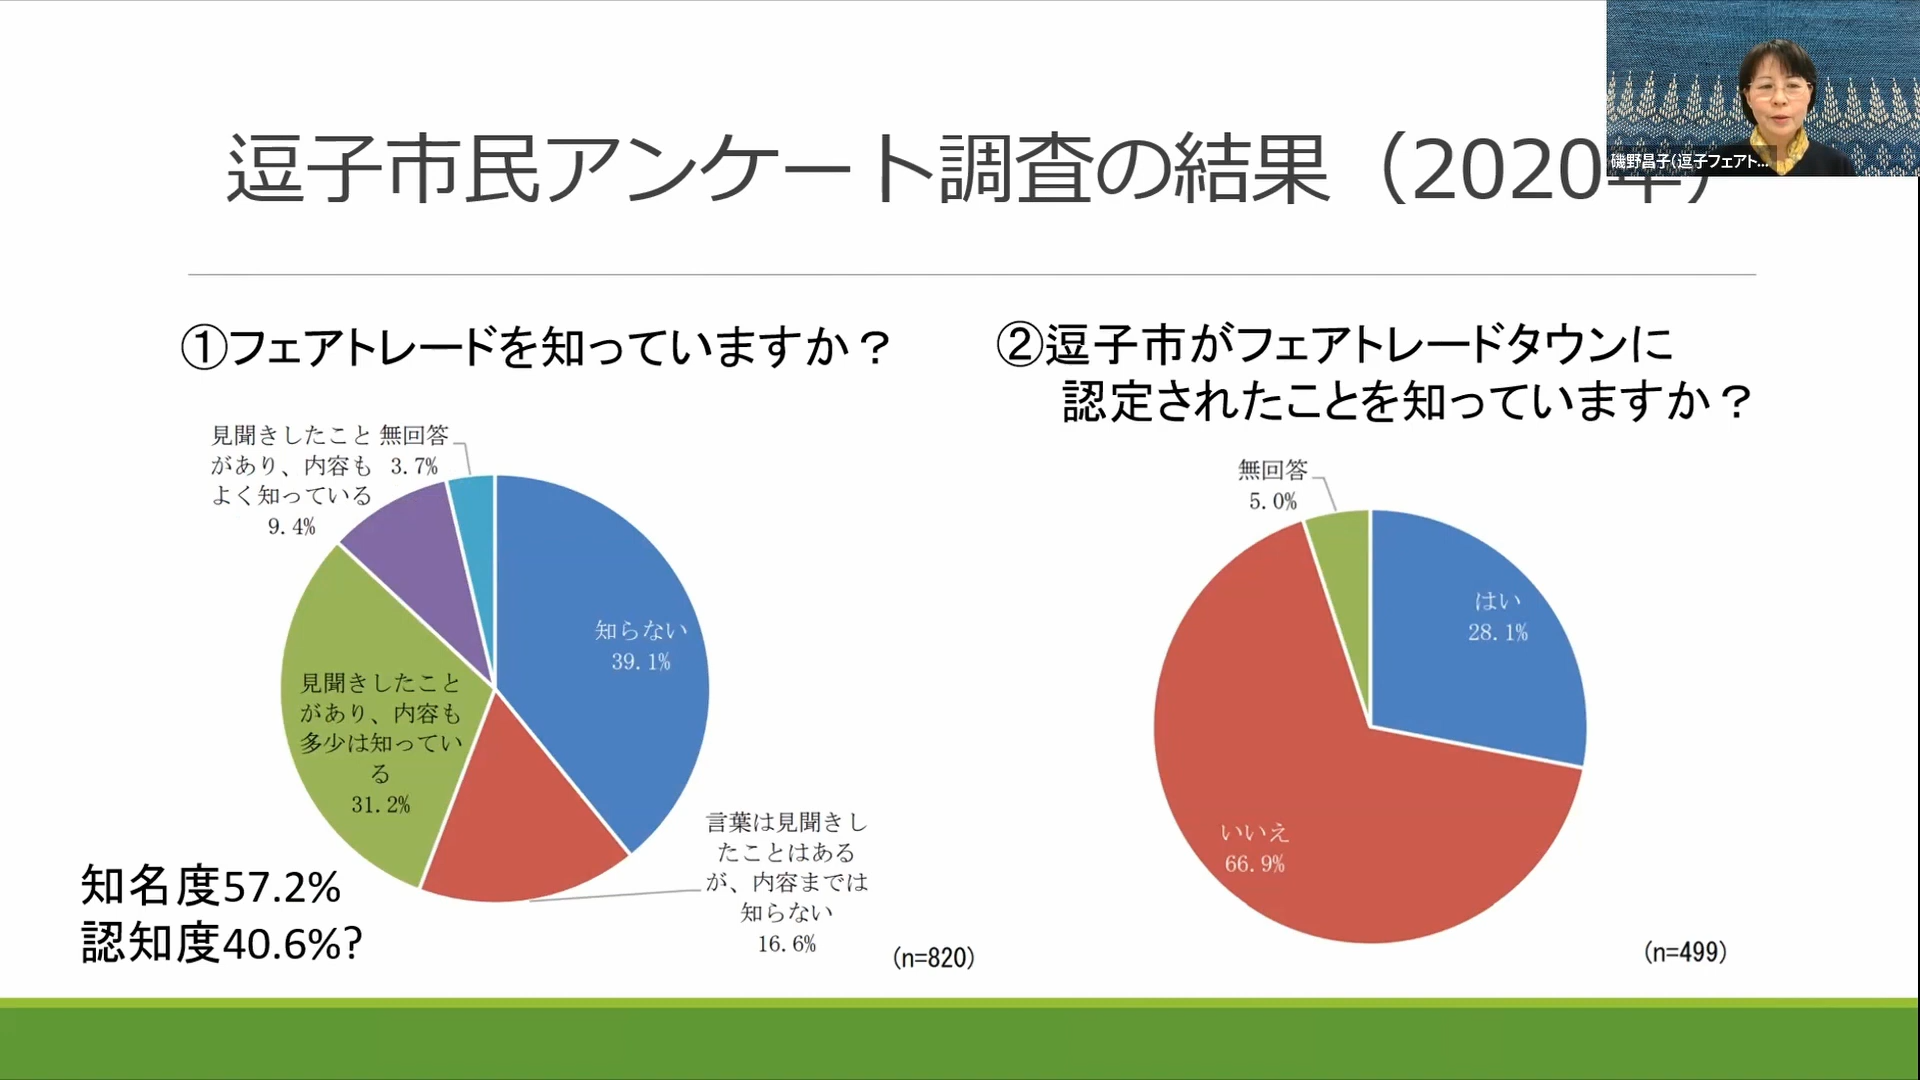 逗子市民アンケート調査の結果（2020年）
磯野昌子(逗子フェアト...
①フェアトレードを知っていますか？
②逗子市がフェアトレードタウンに
認定されたことを知っていますか？
見聞きしたこと
があり、内容も
よく知っている
9.4%
無回答
3.7%
知らない
39.1%
見聞きしたこと
があり、内容も
多少は知ってい
る
31.2%
言葉は見聞きし
たことはある
が、内容までは
知らない
16.6%
知名度57.2%
認知度40.6%?
(n=820)
無回答
5.0%
はい
28.1%
いいえ
66.9%
(n=499)